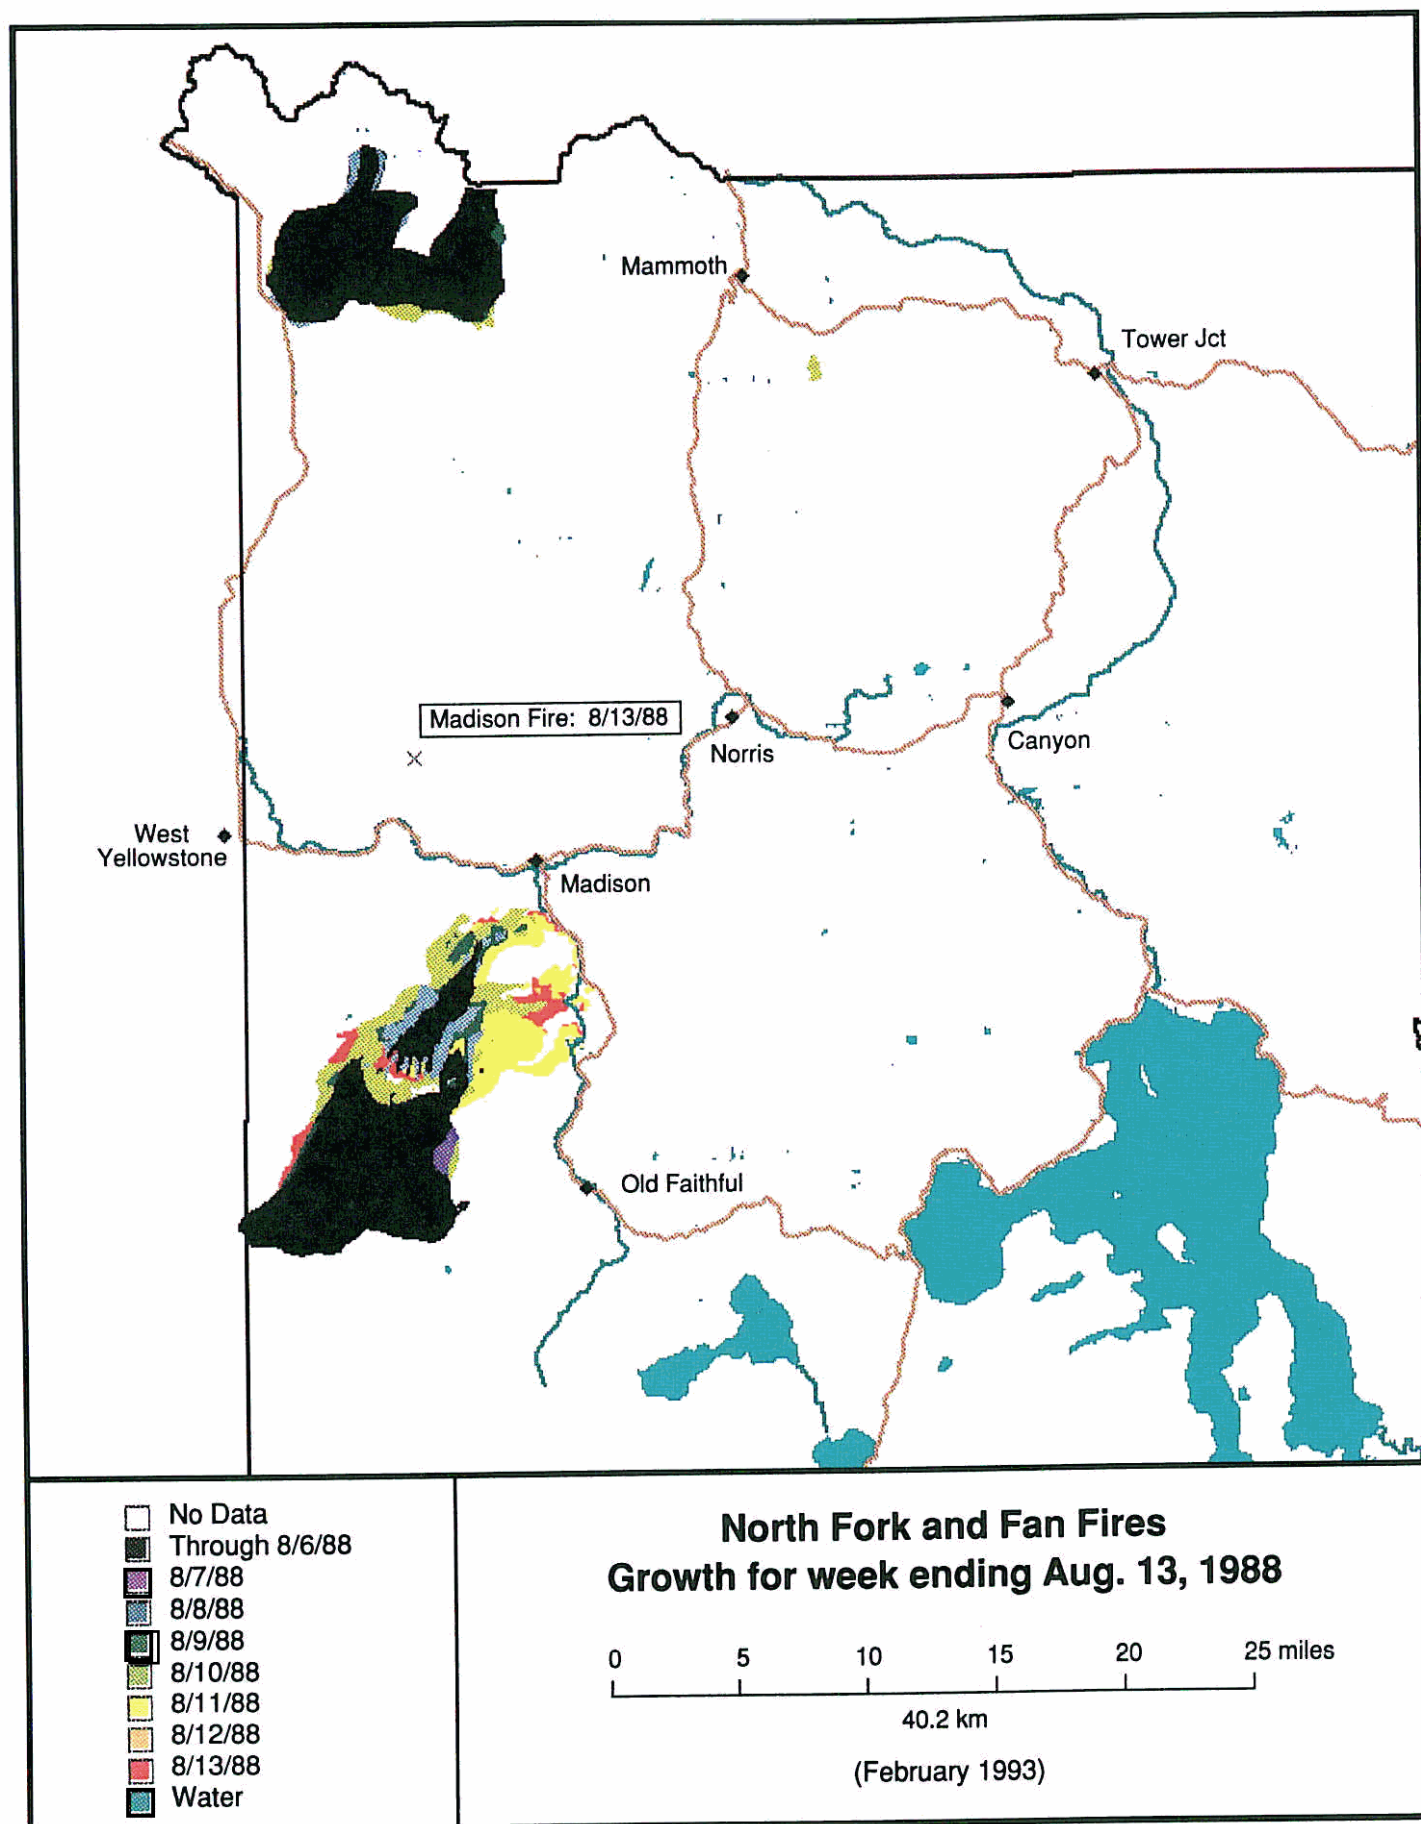 Mammoth
Tower Jct
Madison Fire: 8/13/88
Norris
Canyon
West
Yellowstone
Madison
Old Faithful
No Data
Through 8/6/88
8/7/88
8/8/88
8/9/88
8/10/88
8/11/88
8/12/88
8/13/88
Water
North Fork and Fan Fires
Growth for week ending Aug. 13, 1988
0 5 10 15 20 25 miles
40.2 km
(February 1993)